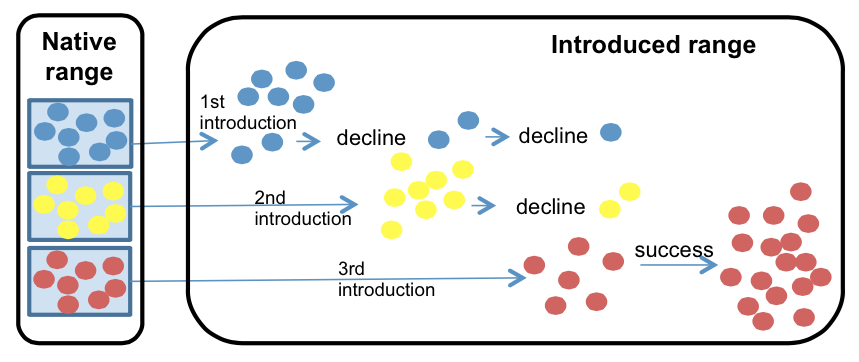 Native
range
Introduced range
1st
introduction
decline
decline
2nd
introduction
decline
3rd
introduction
success